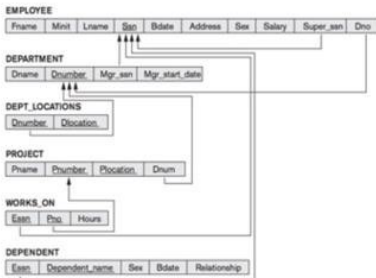 EMPLOYEE
Fname Minit Lname Ssn Bdate Address Sex Salary Super_ssn Dno
DEPARTMENT
Dname Dnumber Mgr_ssn Mgr_start_date
DEPT_LOCATIONS
Dnumber Dlocation
PROJECT
Pname Pnumber Plocation Dnum
WORKS_ON
Essn Pno Hours
DEPENDENT
Essn Dependent_name Sex Bdate Relationship